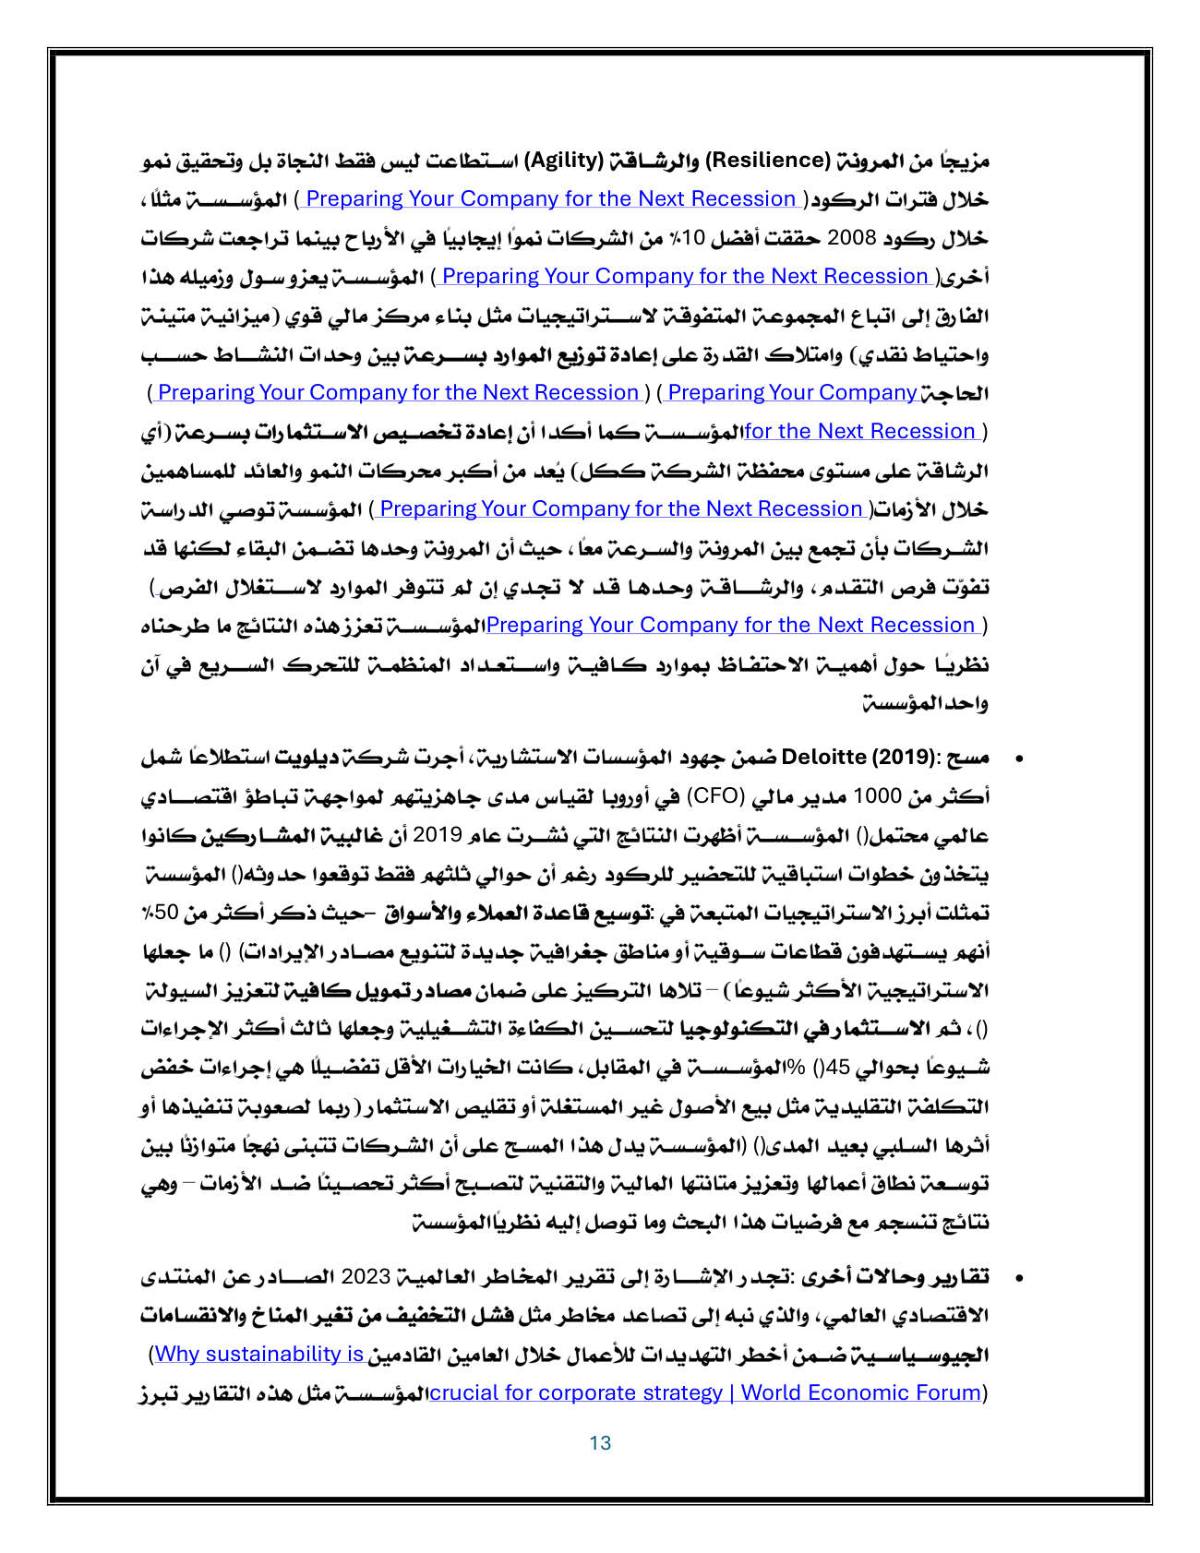 مزيجًا من المرونة (Resilience) والرشاقة (Agility) استطاعت ليس فقط النجاة بل وتحقيق نمو
خلال فترات الركود( Preparing Your Company for the Next Recession ) المؤسسة مثلًا،
خلال ركود 2008 حققت أفضل 10٪ من الشركات نموًا إيجابيًا في الأرباح بينما تراجعت شركات
أخرى( Preparing Your Company for the Next Recession ) المؤسسة يعزو سول وزميله هذا
الفارق إلى اتباع المجموعة المتفوقة لاستراتيجيات مثل بناء مركز مالي قوي (ميزانية متينة
واحتياط نقدي) وامتلاك القدرة على إعادة توزيع الموارد بسرعة بين وحدات النشاط حسب
الحاجة( Preparing Your Company for the Next Recession ) ( Preparing Your Company
for the Next Recession )المؤسسة كما أكدا أن إعادة تخصيص الاستثمارات بسرعة (أي
الرشاقة على مستوى محفظة الشركة ككل) يُعد من أكبر محركات النمو والعائد للمساهمين
خلال الأزمات( Preparing Your Company for the Next Recession ) المؤسسة توصي الدراسة
الشركات بأن تجمع بين المرونة والسرعة معًا، حيث أن المرونة وحدها تضمن البقاء لكنها قد
تفوّت فرص التقدم، والرشاقة وحدها قد لا تجدي إن لم تتوفر الموارد لاستغلال الفرص (
Preparing Your Company for the Next Recession )المؤسسة تعزز هذه النتائج ما طرحناه
نظريًا حول أهمية الاحتفاظ بموارد كافية واستعداد المنظمة للتحرك السريع في آن
واحد المؤسسة
• مسح Deloitte (2019): ضمن جهود المؤسسات الاستشارية، أجرت شركة ديلويت استطلاعًا شمل
أكثر من 1000 مدير مالي (CFO) في أوروبا لقياس مدى جاهزيتهم لمواجهة تباطؤ اقتصادي
عالمي محتمل() المؤسسة أظهرت النتائج التي نشرت عام 2019 أن غالبية المشاركين كانوا
يتخذون خطوات استباقية للتحضير للركود رغم أن حوالي ثلثهم فقط توقعوا حدوثه() المؤسسة
تمثلت أبرز الاستراتيجيات المتبعة في :توسيع قاعدة العملاء والأسواق –حيث ذكر أكثر من 50٪
أنهم يستهدفون قطاعات سوقية أو مناطق جغرافية جديدة لتنويع مصادر الإيرادات) () ما جعلها
الاستراتيجية الأكثر شيوعًا) – تلاها التركيز على ضمان مصادر تمويل كافية لتعزيز السيولة
()، ثم الاستثمار في التكنولوجيا لتحسين الكفاءة التشغيلية وجعلها ثالث أكثر الإجراءات
شيوعًا بحوالي 45() %المؤسسة في المقابل، كانت الخيارات الأقل تفضيلًا هي إجراءات خفض
التكلفة التقليدية مثل بيع الأصول غير المستغلة أو تقليص الاستثمار (ربما لصعوبة تنفيذها أو
أثرها السلبي بعيد المدى() (المؤسسة يدل هذا المسح على أن الشركات تتبنى نهجًا متوازنًا بين
توسعة نطاق أعمالها وتعزيز متانتها المالية والتقنية لتصبح أكثر تحصينًا ضد الأزمات – وهي
نتائج تنسجم مع فرضيات هذا البحث وما توصل إليه نظريًا المؤسسة
• تقارير وحالات أخرى :تجدر الإشارة إلى تقرير المخاطر العالمية 2023 الصادر عن المنتدى
الاقتصادي العالمي، والذي نبه إلى تصاعد مخاطر مثل فشل التخفيف من تغير المناخ والانقسامات
الجيوسياسية ضمن أخطر التهديدات للأعمال خلال العامين القادمين (Why sustainability is
crucial for corporate strategy | World Economic Forum)المؤسسة مثل هذه التقارير تبرز
13